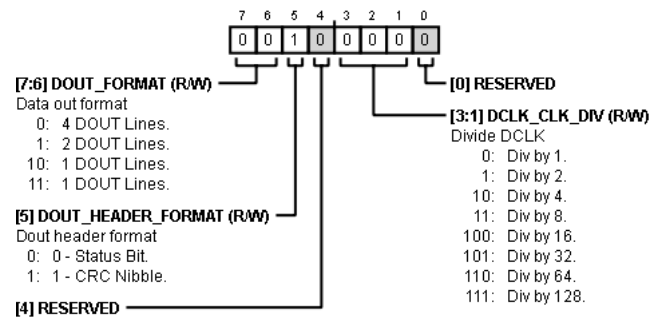 7 6 5 4 3 2 1 0
0 0 1 0 0 0 0 0
[7:6] DOUT_FORMAT (R/W)
Data out format
0: 4 DOUT Lines.
1: 2 DOUT Lines.
10: 1 DOUT Lines.
11: 1 DOUT Lines.
[5] DOUT_HEADER_FORMAT (R/W)
Dout header format
0: 0 - Status Bit.
1: 1 - CRC Nibble.
[4] RESERVED
[0] RESERVED
[3:1] DCLK_CLK_DIV (R/W)
Divide DCLK
0: Div by 1.
1: Div by 2.
10: Div by 4.
11: Div by 8.
100: Div by 16.
101: Div by 32.
110: Div by 64.
111: Div by 128.